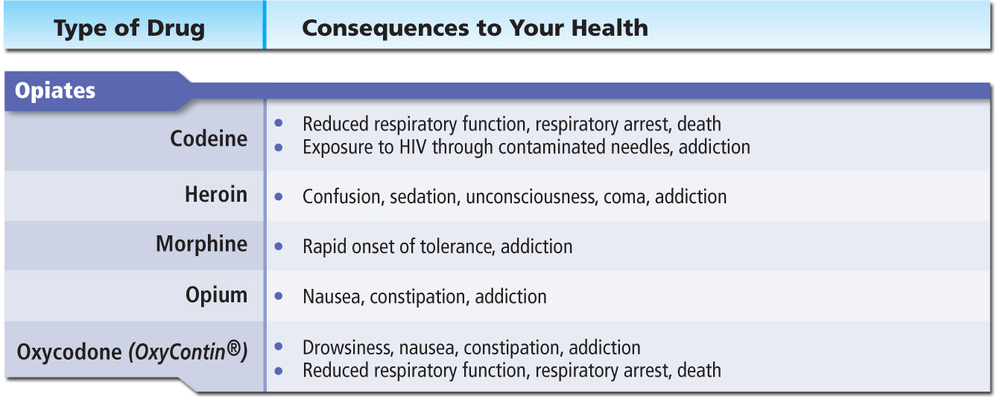 Type of Drug
Consequences to Your Health
Opiates
Codeine
• Reduced respiratory function, respiratory arrest, death
• Exposure to HIV through contaminated needles, addiction
Heroin
• Confusion, sedation, unconsciousness, coma, addiction
Morphine
• Rapid onset of tolerance, addiction
Opium
• Nausea, constipation, addiction
Oxycodone (OxyContin®)
• Drowsiness, nausea, constipation, addiction
• Reduced respiratory function, respiratory arrest, death